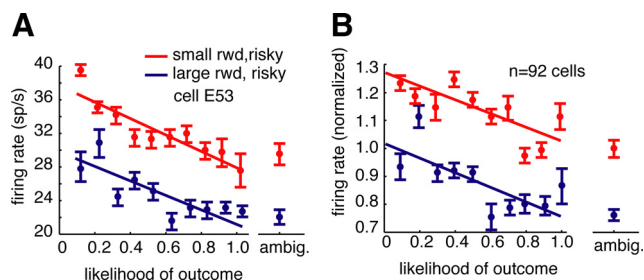 A
firing rate (sp/s)
40
36
32
28
24
20
0 0.2 0.4 0.6 0.8 1.0 ambig.
likelihood of outcome
small rwd,risky
large rwd, risky
cell E53
B
firing rate (normalized)
1.3
1.2
1.1
1.0
0.9
0.8
0.7
0 0.2 0.4 0.6 0.8 1.0 ambig.
likelihood of outcome
n=92 cells